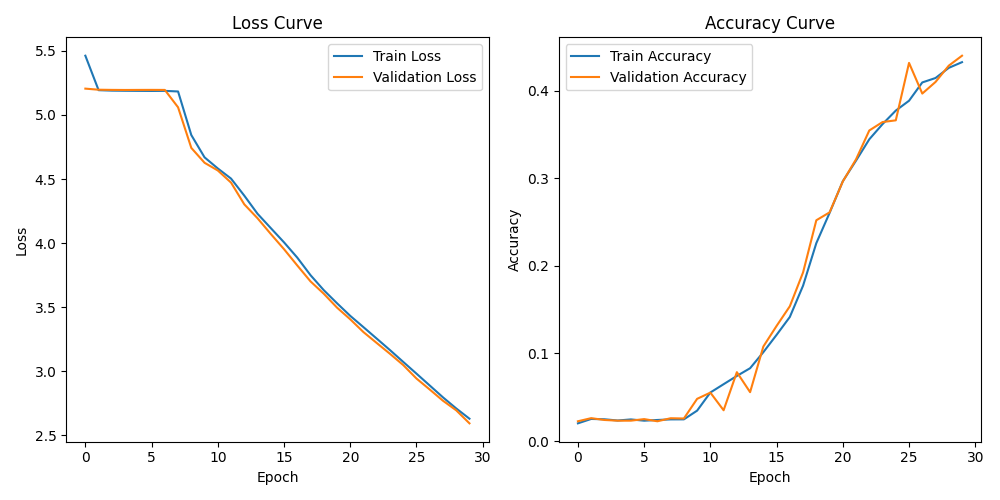 Loss Curve
Train Loss
Validation Loss
5.5
5.0
4.5
4.0
3.5
3.0
2.5
Loss
0 5 10 15 20 25 30
Epoch
Accuracy Curve
Train Accuracy
Validation Accuracy
0.4
0.3
0.2
0.1
0.0
Accuracy
0 5 10 15 20 25 30
Epoch